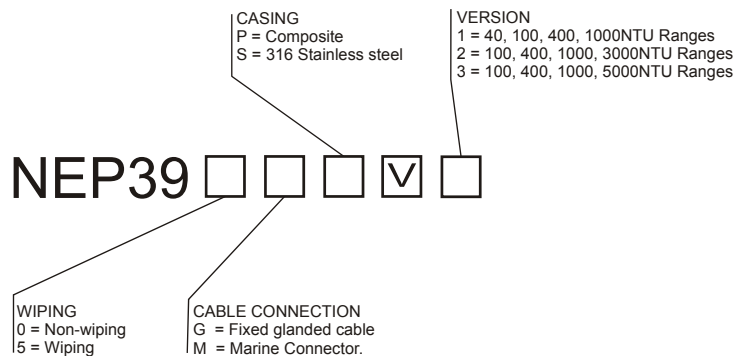 CASING
P = Composite
S = 316 Stainless steel
VERSION
1 = 40, 100, 400, 1000NTU Ranges
2 = 100, 400, 1000, 3000NTU Ranges
3 = 100, 400, 1000, 5000NTU Ranges
NEP39 V
WIPING
0 = Non-wiping
5 = Wiping
CABLE CONNECTION
G = Fixed glanded cable
M = Marine Connector.